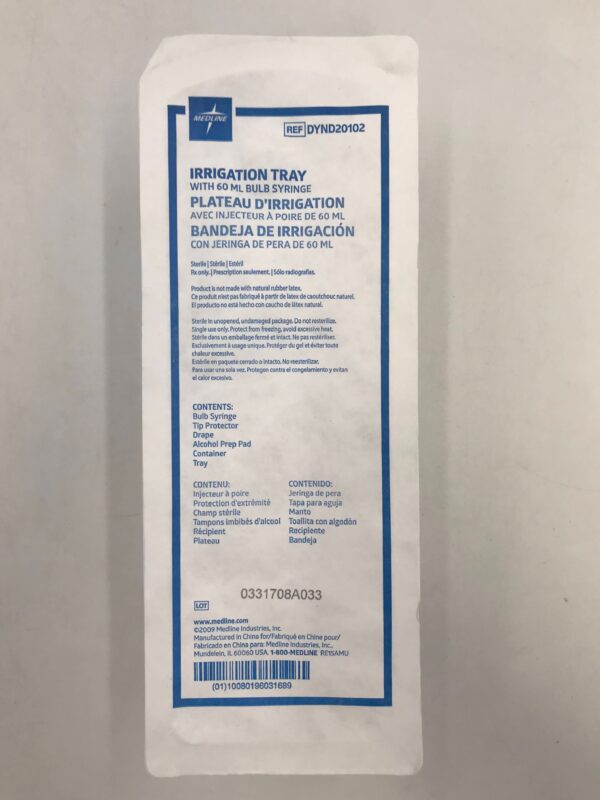 MEDLINE
REF DYND20102
IRRIGATION TRAY
WITH 60 ML BULB SYRINGE
PLATEAU D'IRRIGATION
AVEC INJECTEUR À POIRE DE 60 ML
BANDEJA DE IRRIGACIÓN
CON JERINGA DE PERA DE 60 ML
Sterile | Stérile | Estéril
Rx only. | Prescription seulement. | Sólo radiografías.
Product is not made with natural rubber latex.
Ce produit n'est pas fabriqué à partir de latex de caoutchouc naturel.
El producto no está hecho con caucho de látex natural.
Sterile in unopened, undamaged package. Do not resterilize.
Single use only. Protect from freezing, avoid excessive heat.
Stérile dans un emballage fermé et intact. Ne pas restériliser.
Exclusivement à usage unique. Protéger du gel et éviter toute
chaleur excessive.
Estérile en paquete cerrado o intacto. No reesterilizar.
Para usar una sola vez. Protegen contra el congelamiento y evitan
el calor excesivo.
CONTENTS:
Bulb Syringe
Tip Protector
Drape
Alcohol Prep Pad
Container
Tray
CONTENU:
Injecteur à poire
Protection d'extrémité
Champ stérile
Tampons imbibés d'alcool
Récipient
Plateau
CONTENIDO:
Jeringa de pera
Tapa para aguja
Manto
Toallita con algodón
Recipiente
Bandeja
0331708A033
LOT
www.medline.com
©2009 Medline Industries, Inc.
Manufactured in China for/Fabriqué en Chine pour/
Fabricado en China para: Medline Industries, Inc.,
Mundelein, IL 60060 USA. 1-800-MEDLINE RE15AMU
(01)10080196031689